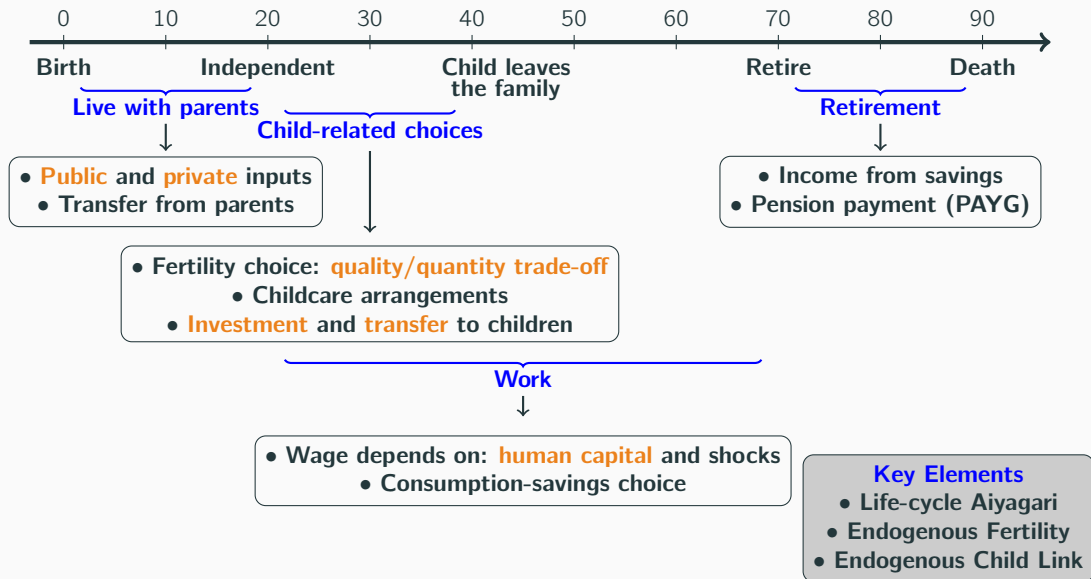 0 10 20 30 40 50 60 70 80 90
Birth Independent Child leaves Retire Death
the family
Live with parents
Child-related choices
Retirement
• Public and private inputs
• Transfer from parents
• Income from savings
• Pension payment (PAYG)
• Fertility choice: quality/quantity trade-off
• Childcare arrangements
• Investment and transfer to children
Work
• Wage depends on: human capital and shocks
• Consumption-savings choice
Key Elements
• Life-cycle Aiyagari
• Endogenous Fertility
• Endogenous Child Link